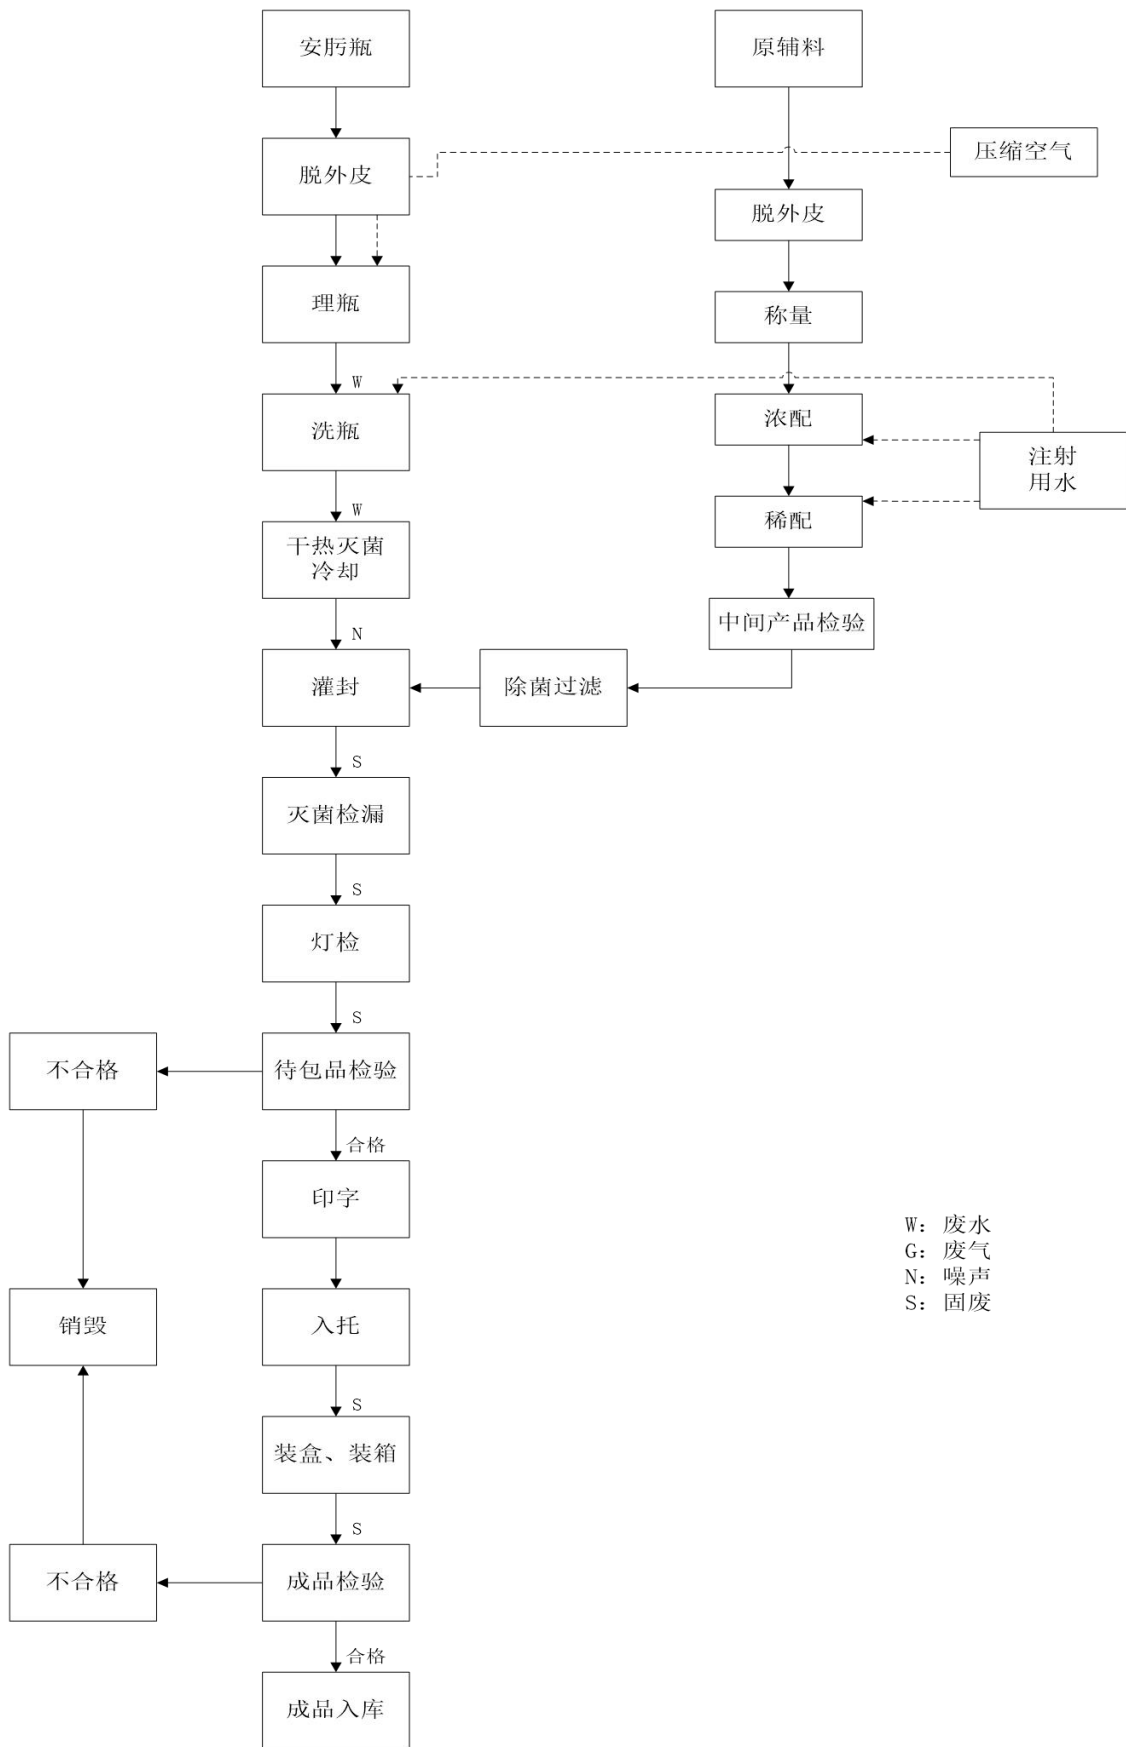 安肟瓶
原辅料
压缩空气
脱外皮
脱外皮
理瓶
称量
W
洗瓶
浓配
注射
用水
W
稀配
干热灭菌
冷却
中间产品检验
N
灌封
除菌过滤
S
灭菌检漏
S
灯检
S
不合格
待包品检验
合格
印字
W: 废水
G: 废气
N: 噪声
S: 固废
销毁
入托
S
装盒、装箱
S
不合格
成品检验
合格
成品入库